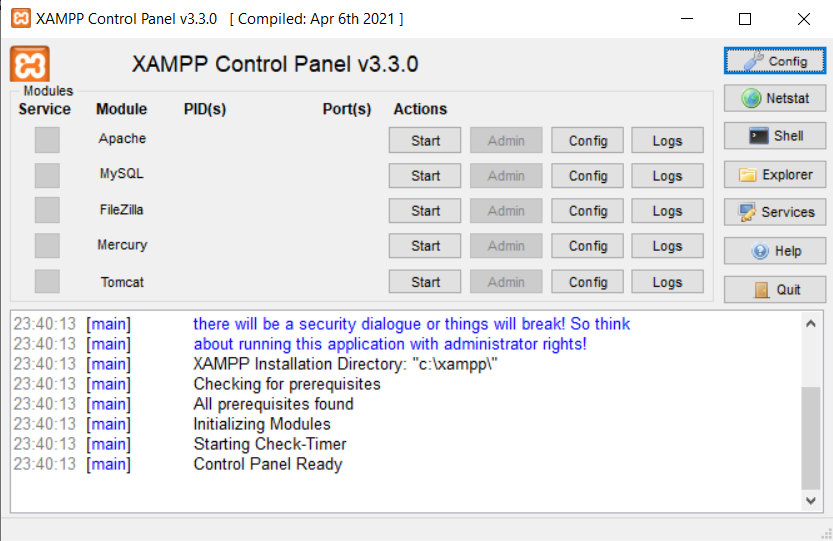 XAMPP Control Panel v3.3.0 [ Compiled: Apr 6th 2021 ]
XAMPP Control Panel v3.3.0
Config
Modules
Service Module PID(s) Port(s) Actions
Netstat
Apache Start Admin Config Logs
Shell
MySQL Start Admin Config Logs
Explorer
FileZilla Start Admin Config Logs
Services
Mercury Start Admin Config Logs
Help
Tomcat Start Admin Config Logs
Quit
23:40:13 [main] there will be a security dialogue or things will break! So think
23:40:13 [main] about running this application with administrator rights!
23:40:13 [main] XAMPP Installation Directory: "c:\xampp\"
23:40:13 [main] Checking for prerequisites
23:40:13 [main] All prerequisites found
23:40:13 [main] Initializing Modules
23:40:13 [main] Starting Check-Timer
23:40:13 [main] Control Panel Ready